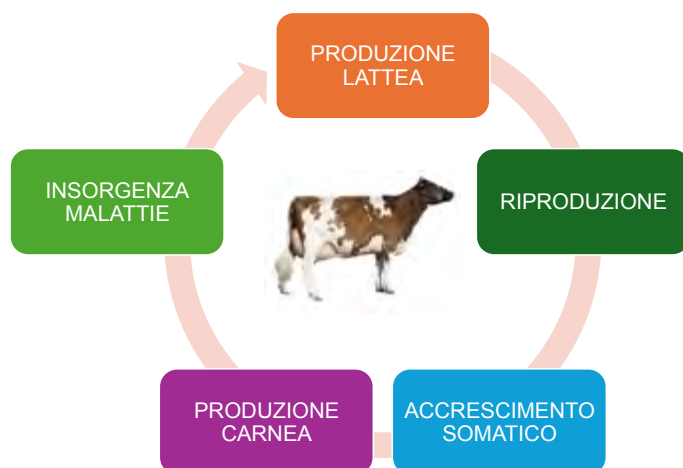 PRODUZIONE
LATTEA
RIPRODUZIONE
ACCRESCIMENTO
SOMATICO
PRODUZIONE
CARNEA
INSORGENZA
MALATTIE